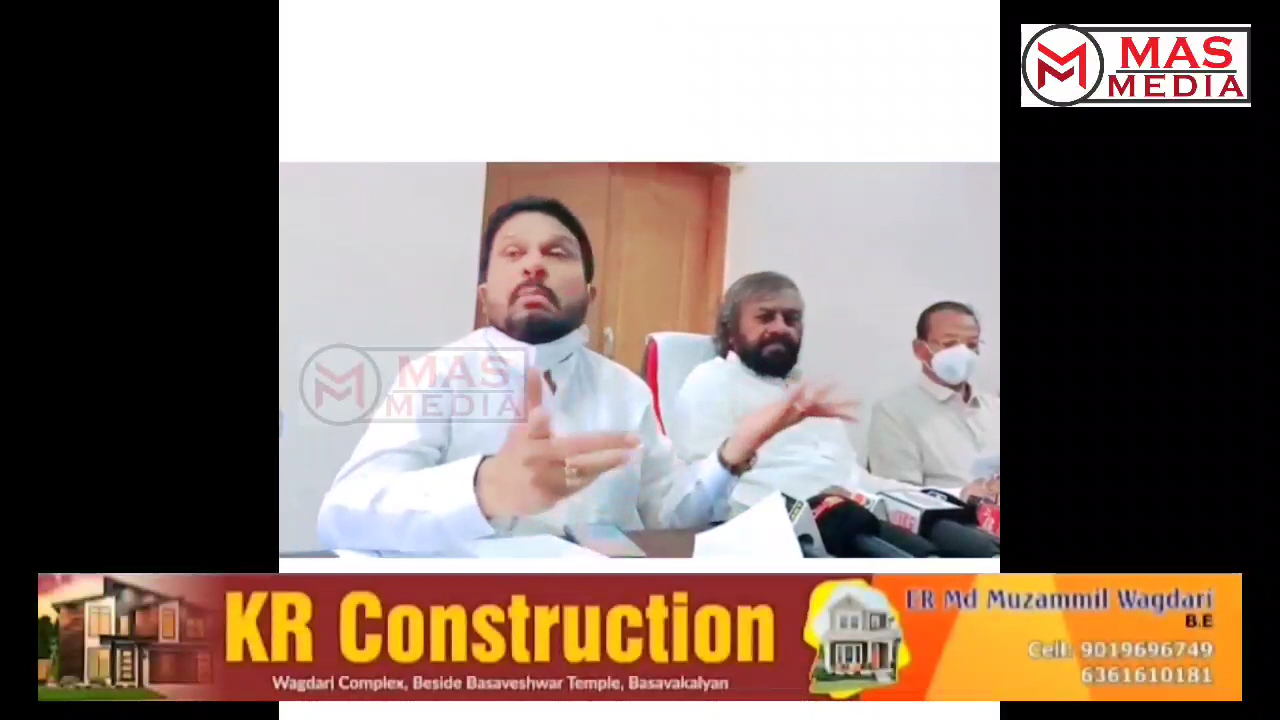 MAS
MEDIA
MAS
MEDIA
KR Construction
Wagdari Complex, Beside Basaveshwar Temple, Basavakalyan
ER Md Muzammil Wagdari
B.E
Cell: 9019696749
6361610181